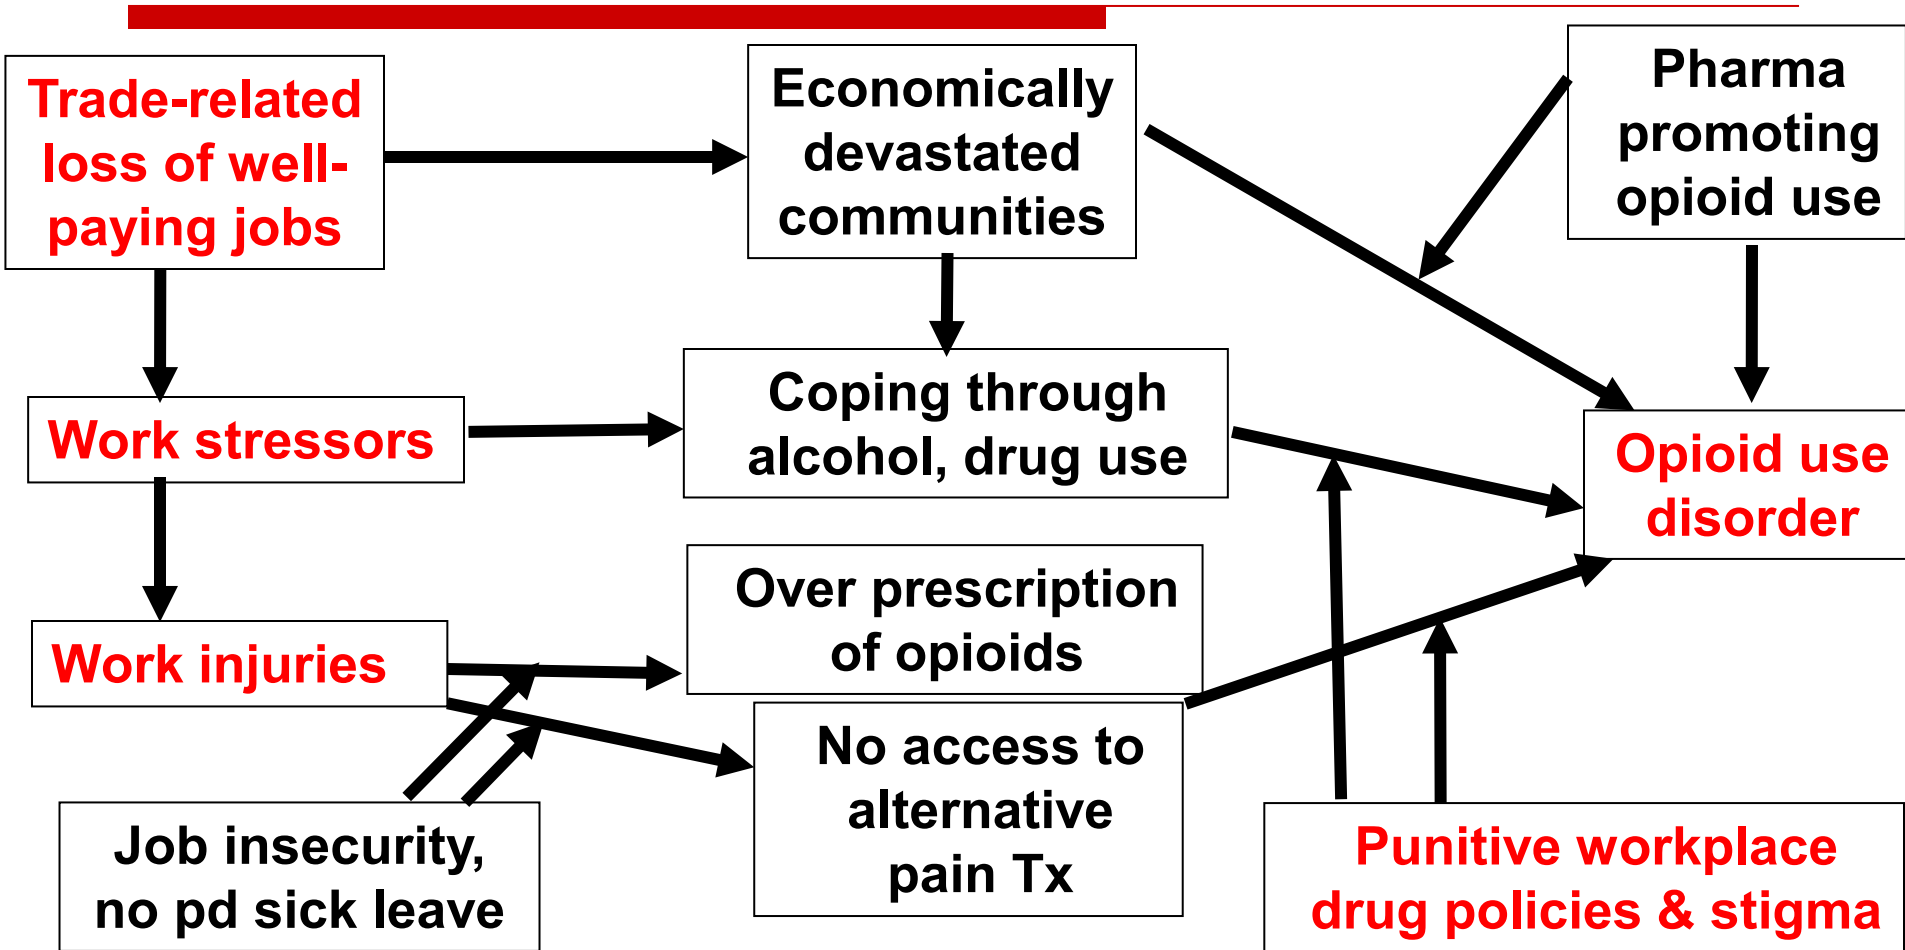 Trade-related
loss of well-
paying jobs
Economically
devastated
communities
Pharma
promoting
opioid use
Work stressors
Coping through
alcohol, drug use
Opioid use
disorder
Work injuries
Over prescription
of opioids
No access to
alternative
pain Tx
Job insecurity,
no pd sick leave
Punitive workplace
drug policies & stigma